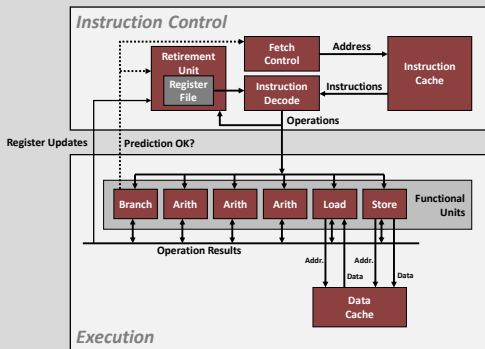 Instruction Control
Fetch
Control
Address
Retirement
Unit
Register
File
Instruction
Cache
Instruction
Decode
Instructions
Operations
Register Updates
Prediction OK?
Branch
Arith
Arith
Arith
Load
Store
Functional
Units
Operation Results
Addr.
Addr.
Data
Data
Data
Cache
Execution